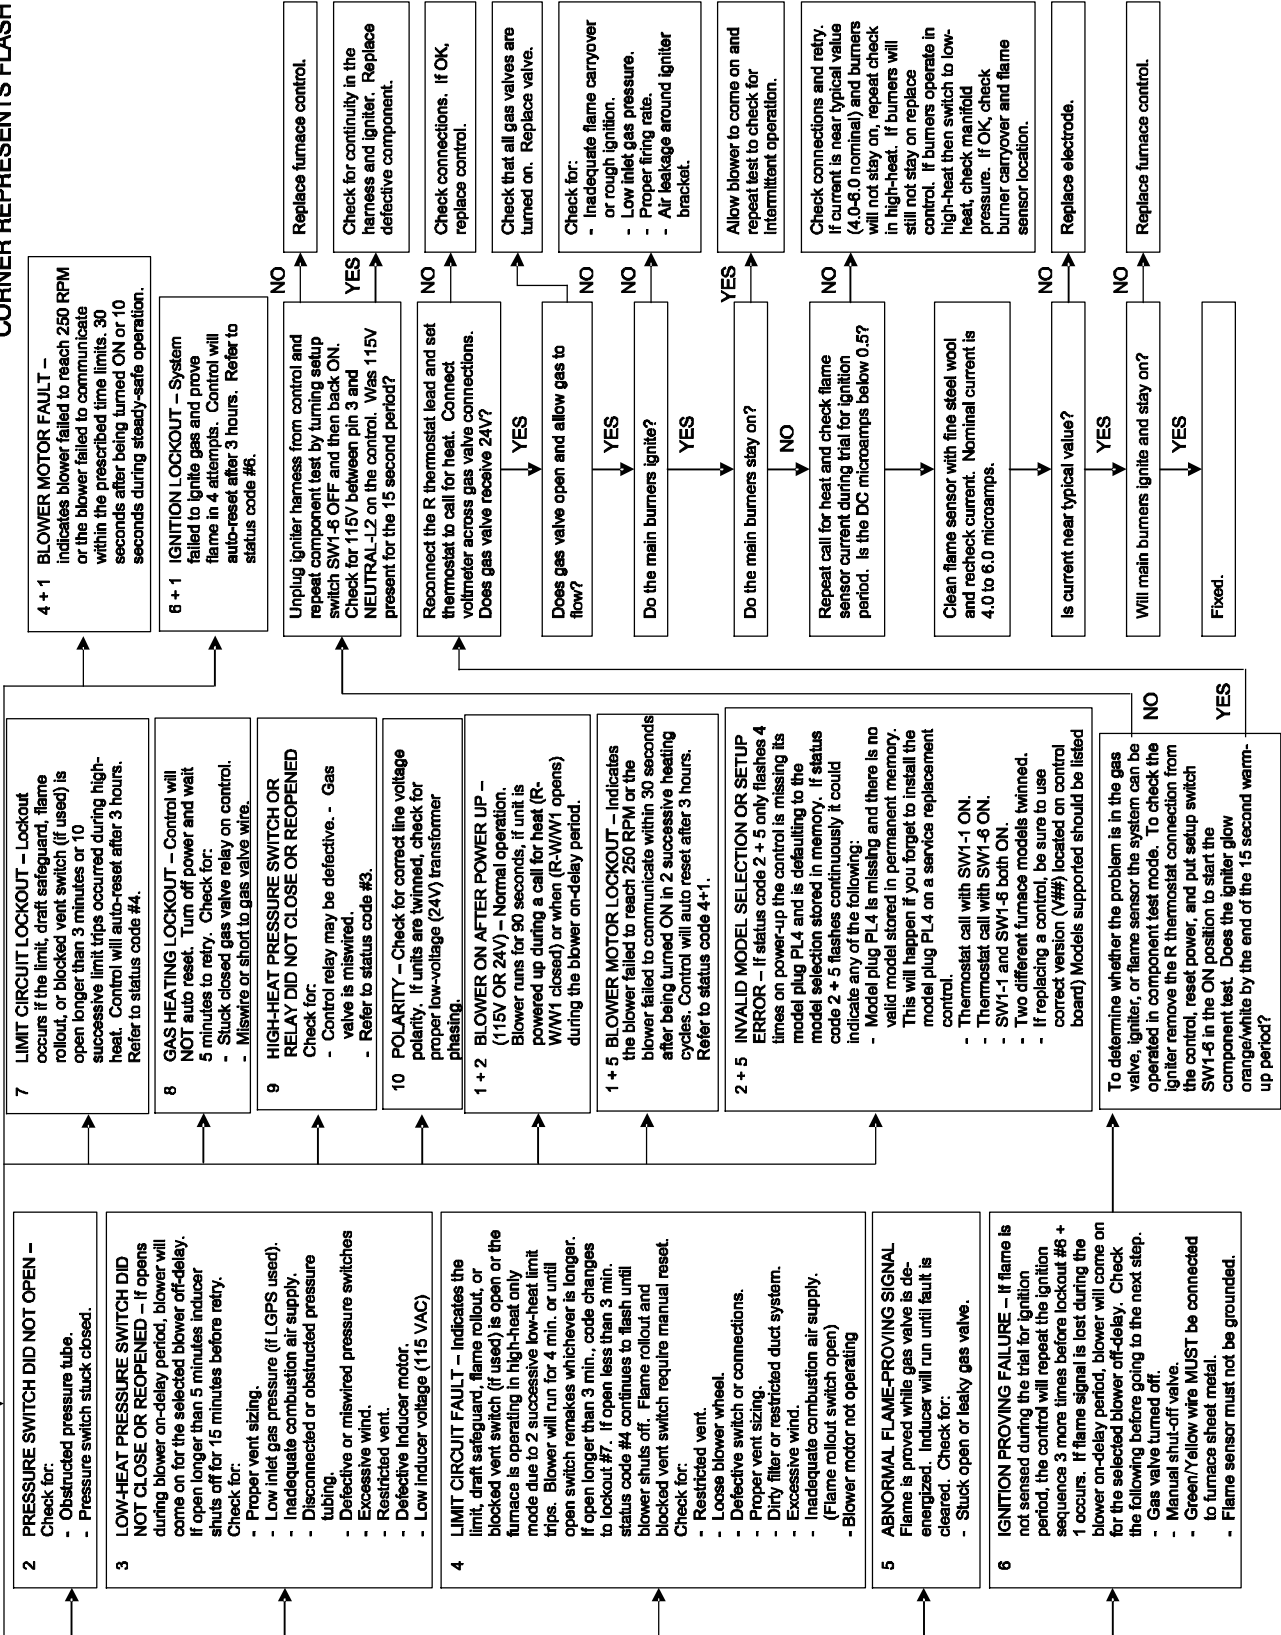 CORNER REPRESENTS FLASH
2 PRESSURE SWITCH DID NOT OPEN –
Check for:
- Obstructed pressure tube.
- Pressure switch stuck closed.
3 LOW-HEAT PRESSURE SWITCH DID
NOT CLOSE OR REOPENED – If opens
during blower on-delay period, blower will
come on for the selected blower off-delay.
If open longer than 5 minutes inducer
shuts off for 15 minutes before retry.
Check for:
- Proper vent sizing.
- Low inlet gas pressure (if LGPS used).
- Inadequate combustion air supply.
- Disconnected or obstructed pressure
tubing.
- Defective or miswired pressure switches
- Excessive wind.
- Restricted vent.
- Defective Inducer motor.
- Low inducer voltage (115 VAC)
4 LIMIT CIRCUIT FAULT – Indicates the
limit, draft safeguard, flame rollout, or
blocked vent switch (if used) is open or the
furnace is operating in high-heat only
mode due to 2 successive low-heat limit
trips. Blower will run for 4 min. or until
open switch remakes whichever is longer.
If open longer than 3 min., code changes
to lockout #7. If open less than 3 min.
status code #4 continues to flash until
blower shuts off. Flame rollout and
blocked vent switch require manual reset.
Check for:
- Restricted vent.
- Loose blower wheel.
- Defective switch or connections.
- Proper vent sizing.
- Dirty filter or restricted duct system.
- Excessive wind.
- Inadequate combustion air supply.
(Flame rollout switch open)
- Blower motor not operating
5 ABNORMAL FLAME-PROVING SIGNAL
Flame is proved while gas valve is de-
energized. Inducer will run until fault is
cleared. Check for:
- Stuck open or leaky gas valve.
6 IGNITION PROVING FAILURE – If flame is
not sensed during the trial for ignition
period, the control will repeat the ignition
sequence 3 more times before lockout #6 +
1 occurs. If flame signal is lost during the
blower on-delay period, blower will come on
for the selected blower off-delay. Check
the following before going to the next step.
- Gas valve turned off.
- Manual shut-off valve.
- Green/Yellow wire MUST be connected
to furnace sheet metal.
- Flame sensor must not be grounded.
7 LIMIT CIRCUIT LOCKOUT – Lockout
occurs if the limit, draft safeguard, flame
rollout, or blocked vent switch (if used) is
open longer than 3 minutes or 10
successive limit trips occurred during high-
heat. Control will auto-reset after 3 hours.
Refer to status code #4.
8 GAS HEATING LOCKOUT – Control will
NOT auto reset. Turn off power and wait
5 minutes to retry. Check for:
- Stuck closed gas valve relay on control.
- Miswire or short to gas valve wire.
9 HIGH-HEAT PRESSURE SWITCH OR
RELAY DID NOT CLOSE OR REOPENED
Check for:
- Control relay may be defective. - Gas
valve is miswired.
- Refer to status code #3.
10 POLARITY – Check for correct line voltage
polarity. If units are twinned, check for
proper low-voltage (24V) transformer
phasing.
1 + 2 BLOWER ON AFTER POWER UP –
(115V OR 24V) – Normal operation.
Blower runs for 90 seconds, if unit is
powered up during a call for heat (R-
W/W1 closed) or when (R-W/W1 opens)
during the blower on-delay period.
1 + 5 BLOWER MOTOR LOCKOUT – Indicates
the blower failed to reach 250 RPM or the
blower failed to communicate within 30 seconds
after being turned ON in 2 successive heating
cycles. Control will auto reset after 3 hours.
Refer to status code 4+1.
2 + 5 INVALID MODEL SELECTION OR SETUP
ERROR – If status code 2 + 5 only flashes 4
times on power-up the control is missing its
model plug PL4 and is defaulting to the
model selection stored in memory. If status
code 2 + 5 flashes continuously it could
indicate any of the following:
- Model plug PL4 is missing and there is no
valid model stored in permanent memory.
This will happen if you forget to install the
model plug PL4 on a service replacement
control.
- Thermostat call with SW1-1 ON.
- Thermostat call with SW1-6 ON.
- SW1-1 and SW1-6 both ON.
- Two different furnace models twinned.
- If replacing a control, be sure to use
correct version (V##) located on control
board) Models supported should be listed
To determine whether the problem is in the gas
valve, igniter, or flame sensor the system can be
operated in component test mode. To check the
igniter remove the R thermostat connection from
the control, reset power, and put setup switch
SW1-6 in the ON position to start the
component test. Does the igniter glow
orange/white by the end of the 15 second warm-
up period?
NO
YES
4 + 1 BLOWER MOTOR FAULT –
indicates blower failed to reach 250 RPM
or the blower failed to communicate
within the prescribed time limits. 30
seconds after being turned ON or 10
seconds during steady-safe operation.
6 + 1 IGNITION LOCKOUT – System
failed to ignite gas and prove
flame in 4 attempts. Control will
auto-reset after 3 hours. Refer to
status code #6.
Unplug igniter harness from control and
repeat component test by turning setup
switch SW1-6 OFF and then back ON.
Check for 115V between pin 3 and
NEUTRAL-L2 on the control. Was 115V
present for the 15 second period?
NO
Replace furnace control.
YES
Check for continuity in the
harness and igniter. Replace
defective component.
Reconnect the R thermostat lead and set
thermostat to call for heat. Connect
voltmeter across gas valve connections.
Does gas valve receive 24V?
NO
Check connections. If OK,
replace control.
YES
Does gas valve open and allow gas to
flow?
NO
Check that all gas valves are
turned on. Replace valve.
YES
Do the main burners ignite?
NO
Check for:
- Inadequate flame carryover
or rough ignition.
- Low inlet gas pressure.
- Proper firing rate.
- Air leakage around igniter
bracket.
YES
Do the main burners stay on?
YES
Allow blower to come on and
repeat test to check for
intermittent operation.
NO
Repeat call for heat and check flame
sensor current during trial for ignition
period. Is the DC microamps below 0.5?
NO
Check connections and retry.
If current is near typical value
(4.0-6.0 nominal) and burners
will not stay on, repeat check
in high-heat. If burners will
still not stay on replace
control. If burners operate in
high-heat then switch to low-
heat, check manifold
pressure. If OK, check
burner carryover and flame
sensor location.
Clean flame sensor with fine steel wool
and recheck current. Nominal current is
4.0 to 6.0 microamps.
Is current near typical value?
NO
Replace electrode.
YES
Will main burners ignite and stay on?
NO
Replace furnace control.
YES
Fixed.